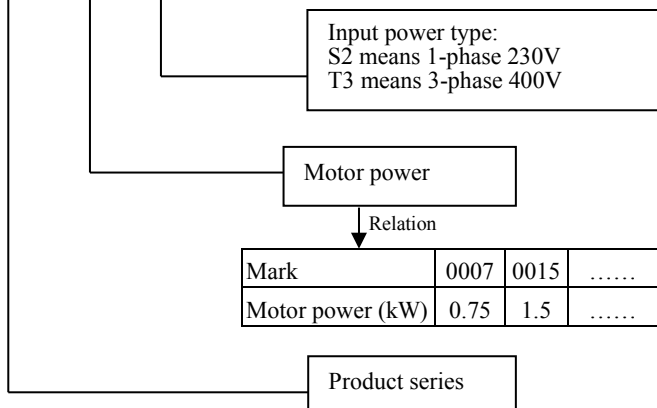 Input power type:
S2 means 1-phase 230V
T3 means 3-phase 400V
Motor power
Relation
Mark 0007 0015 ……
Motor power (kW) 0.75 1.5 ……
Product series